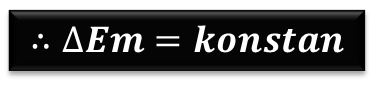 ∴ ΔEm = konstan